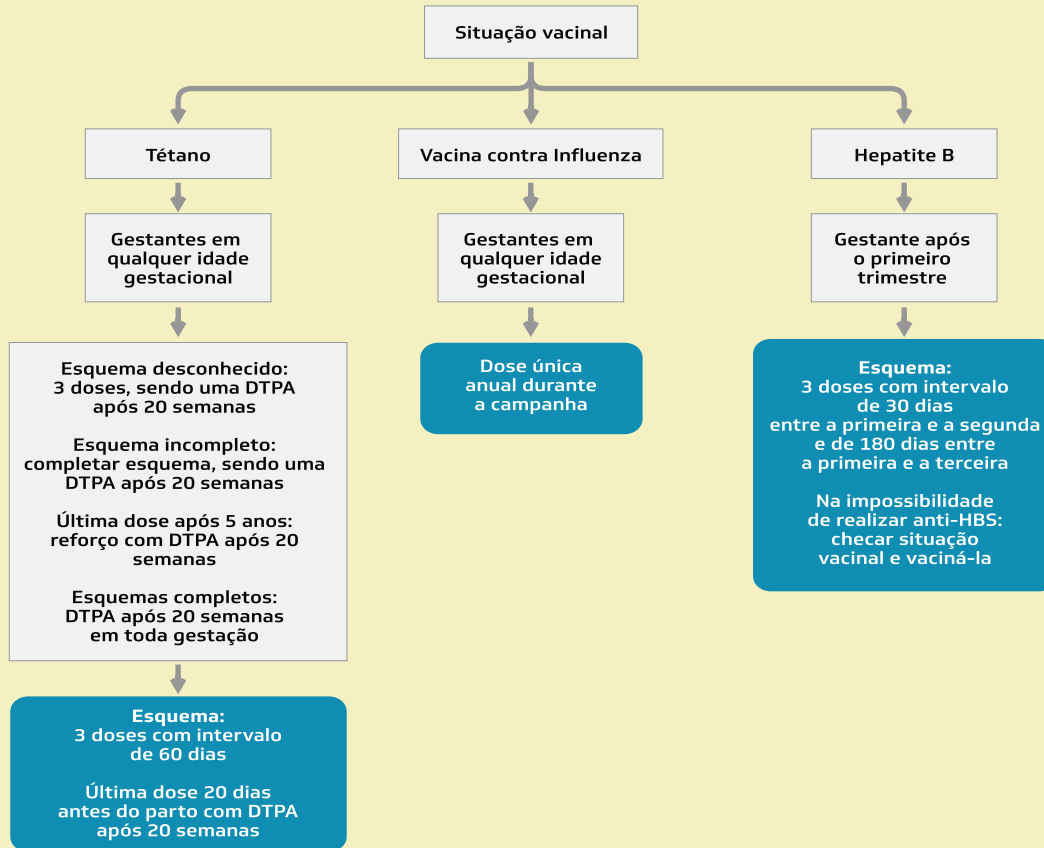 Situação vacinal
Tétano
Vacina contra Influenza
Hepatite B
Gestantes em
qualquer idade
gestacional
Gestantes em
qualquer idade
gestacional
Gestante após
o primeiro
trimestre
Esquema desconhecido:
3 doses, sendo uma DTPA
após 20 semanas
Esquema incompleto:
completar esquema, sendo uma
DTPA após 20 semanas
Última dose após 5 anos:
reforço com DTPA após 20
semanas
Esquemas completos:
DTPA após 20 semanas
em toda gestação
Dose única
anual durante
a campanha
Esquema:
3 doses com intervalo
de 30 dias
entre a primeira e a segunda
e de 180 dias entre
a primeira e a terceira
Na impossibilidade
de realizar anti-HBS:
checar situação
vacinal e vaciná-la
Esquema:
3 doses com intervalo
de 60 dias
Última dose 20 dias
antes do parto com DTPA
após 20 semanas